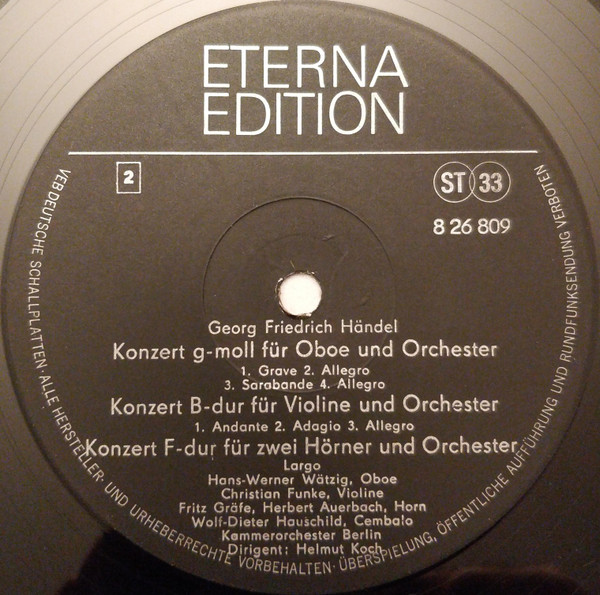 ETERNA
EDITION
2
ST 33
8 26 809
Georg Friedrich Händel
Konzert g-moll für Oboe und Orchester
1. Grave 2. Allegro
3. Sarabande 4. Allegro
Konzert B-dur für Violine und Orchester
1. Andante 2. Adagio 3. Allegro
Konzert F-dur für zwei Hörner und Orchester
Largo
Hans-Werner Wätzig, Oboe
Christian Funke, Violine
Fritz Gräfe, Herbert Auerbach, Horn
Wolf-Dieter Hauschild, Cembalo
Kammerorchester Berlin
Dirigent: Helmut Koch
VEB DEUTSCHE SCHALLPLATTEN · ALLE HERSTELLER- UND URHEBERRECHTE VORBEHALTEN · ÜBERSPIELUNG, ÖFFENTLICHE AUFFÜHRUNG UND RUNDFUNKSENDUNG VERBOTEN